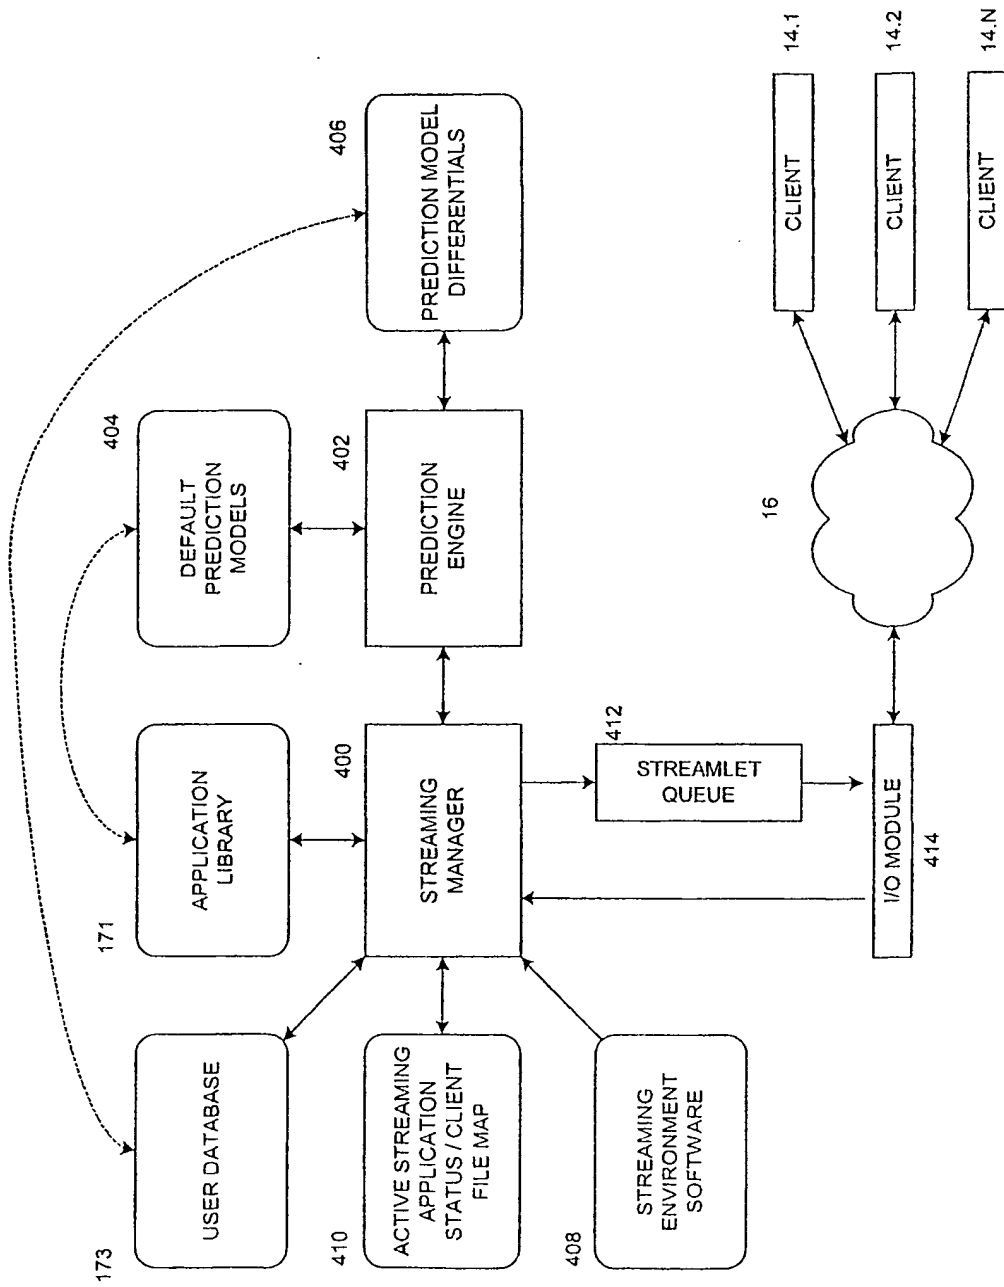 173
USER DATABASE
171
APPLICATION
LIBRARY
404
DEFAULT
PREDICTION
MODELS
410
ACTIVE STREAMING
APPLICATION
STATUS / CLIENT
FILE MAP
400
STREAMING
MANAGER
402
PREDICTION
ENGINE
406
PREDICTION MODEL
DIFFERENTIALS
408
STREAMING
ENVIRONMENT
SOFTWARE
412
STREAMLET
QUEUE
I/O MODULE
414
16
CLIENT
14.1
CLIENT
14.2
CLIENT
14.N